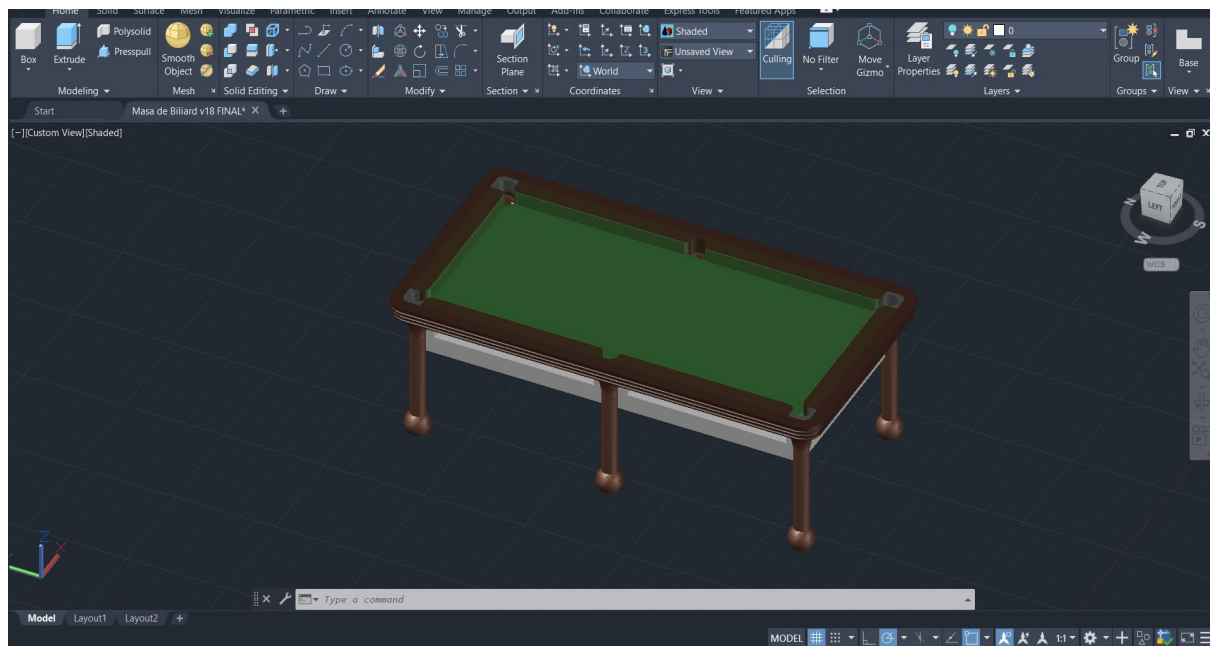 Home Solid Surface Mesh Visualize Parametric Insert Annotate View Manage Output Add-ins Collaborate Express Tools Featured Apps
Polysolid
Presspull
Box Extrude
Smooth
Object
Section
Plane
World
Shaded
Unsaved View
Culling No Filter Move
Gizmo
Layer
Properties
0
Group
Base
Modeling Mesh Solid Editing Draw Modify Section Coordinates View Selection Layers Groups View
Start Masa de Biliard v18 FINAL* +
[−][Custom View][Shaded]
TOP
LEFT
N
S
W
WCS
Z
X
Type a command
Model Layout1 Layout2 +
MODEL 1:1